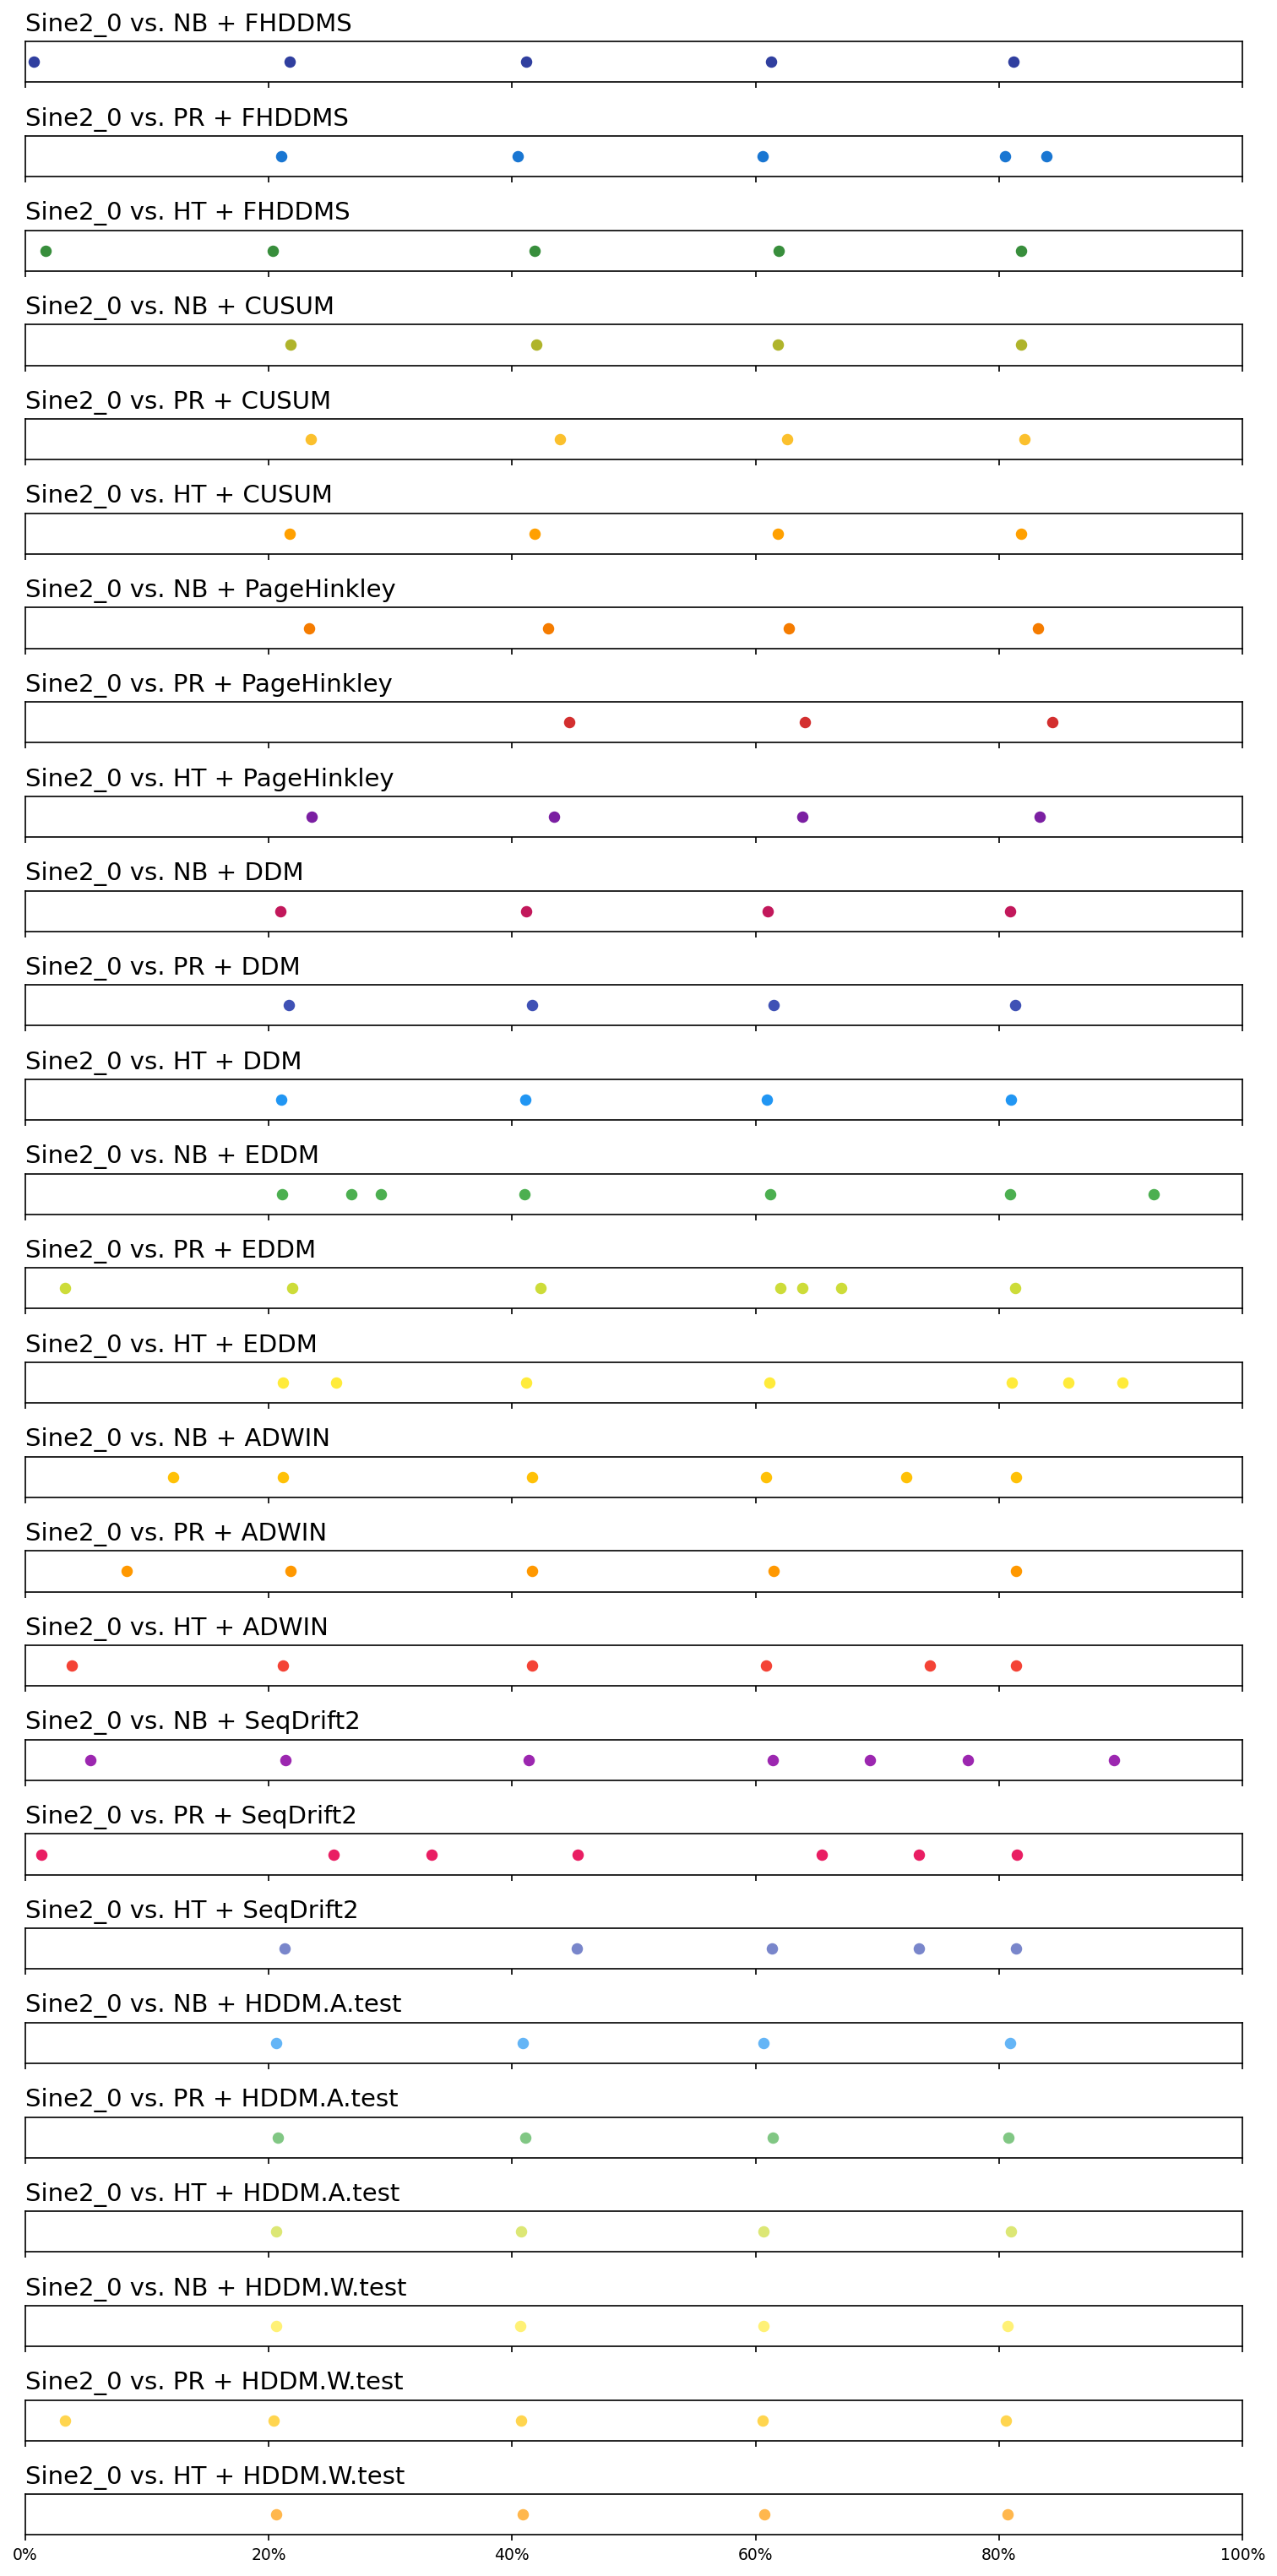 Sine2_0 vs. NB + FHDDMS
Sine2_0 vs. PR + FHDDMS
Sine2_0 vs. HT + FHDDMS
Sine2_0 vs. NB + CUSUM
Sine2_0 vs. PR + CUSUM
Sine2_0 vs. HT + CUSUM
Sine2_0 vs. NB + PageHinkley
Sine2_0 vs. PR + PageHinkley
Sine2_0 vs. HT + PageHinkley
Sine2_0 vs. NB + DDM
Sine2_0 vs. PR + DDM
Sine2_0 vs. HT + DDM
Sine2_0 vs. NB + EDDM
Sine2_0 vs. PR + EDDM
Sine2_0 vs. HT + EDDM
Sine2_0 vs. NB + ADWIN
Sine2_0 vs. PR + ADWIN
Sine2_0 vs. HT + ADWIN
Sine2_0 vs. NB + SeqDrift2
Sine2_0 vs. PR + SeqDrift2
Sine2_0 vs. HT + SeqDrift2
Sine2_0 vs. NB + HDDM.A.test
Sine2_0 vs. PR + HDDM.A.test
Sine2_0 vs. HT + HDDM.A.test
Sine2_0 vs. NB + HDDM.W.test
Sine2_0 vs. PR + HDDM.W.test
Sine2_0 vs. HT + HDDM.W.test
0% 20% 40% 60% 80% 100%